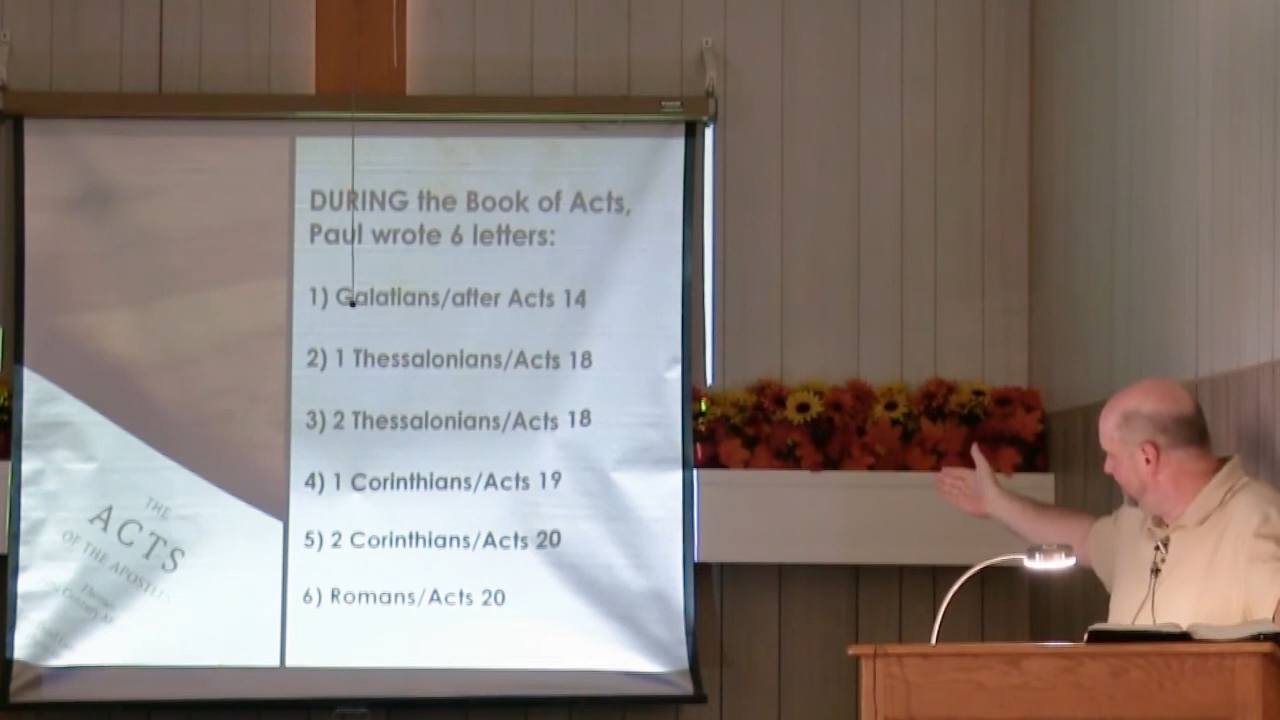 DURING the Book of Acts,
Paul wrote 6 letters:
1) Galatians/after Acts 14
2) 1 Thessalonians/Acts 18
3) 2 Thessalonians/Acts 18
4) 1 Corinthians/Acts 19
5) 2 Corinthians/Acts 20
6) Romans/Acts 20
THE
ACTS
OF THE APOSTLES